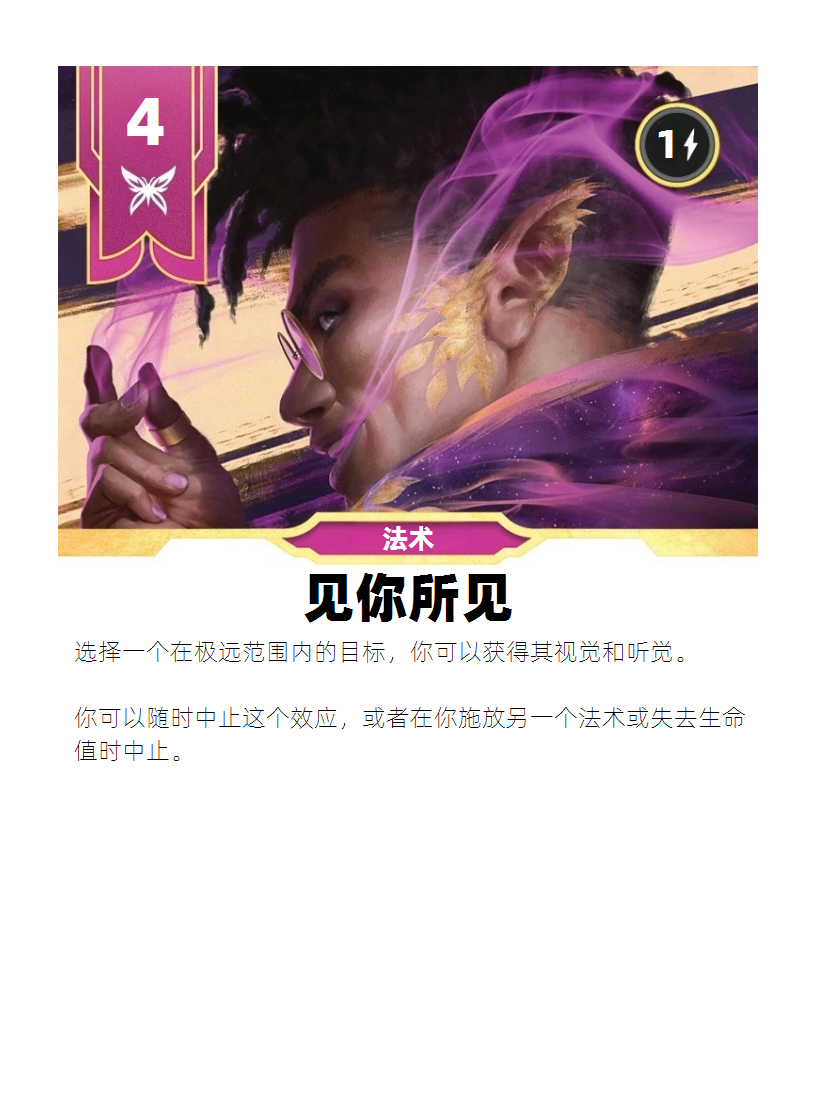 4
1
法术
见你所见
选择一个在极远范围内的目标，你可以获得其视觉和听觉。
你可以随时中止这个效应，或者在你施放另一个法术或失去生命
值时中止。